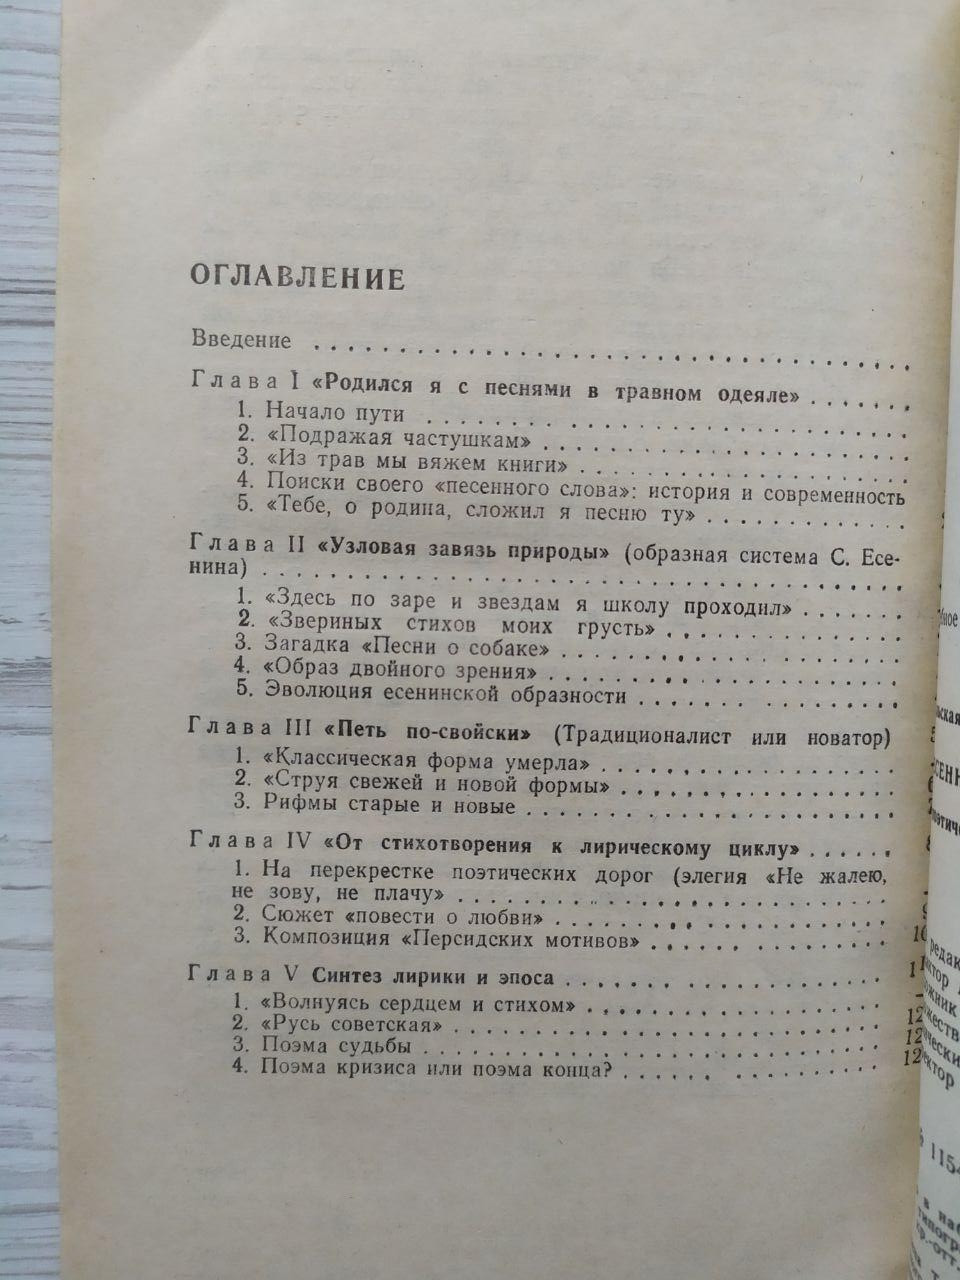 ОГЛАВЛЕНИЕ
Введение
Глава I «Родился я с песнями в травном одеяле»
1. Начало пути
2. «Подражая частушкам»
3. «Из трав мы вяжем книги»
4. Поиски своего «песенного слова»: история и современность
5. «Тебе, о родина, сложил я песню ту»
Глава II «Узловая завязь природы» (образная система С. Есе-
нина)
1. «Здесь по заре и звездам я школу проходил»
2. «Звериных стихов моих грусть»
3. Загадка «Песни о собаке»
4. «Образ двойного зрения»
5. Эволюция есенинской образности
Глава III «Петь по-свойски» (Традиционалист или новатор)
1. «Классическая форма умерла»
2. «Струя свежей и новой формы»
3. Рифмы старые и новые
Глава IV «От стихотворения к лирическому циклу»
1. На перекрестке поэтических дорог (элегия «Не жалею,
не зову, не плачу»
2. Сюжет «повести о любви»
3. Композиция «Персидских мотивов»
Глава V Синтез лирики и эпоса
1. «Волнуясь сердцем и стихом»
2. «Русь советская»
3. Поэма судьбы
4. Поэма кризиса или поэма конца?